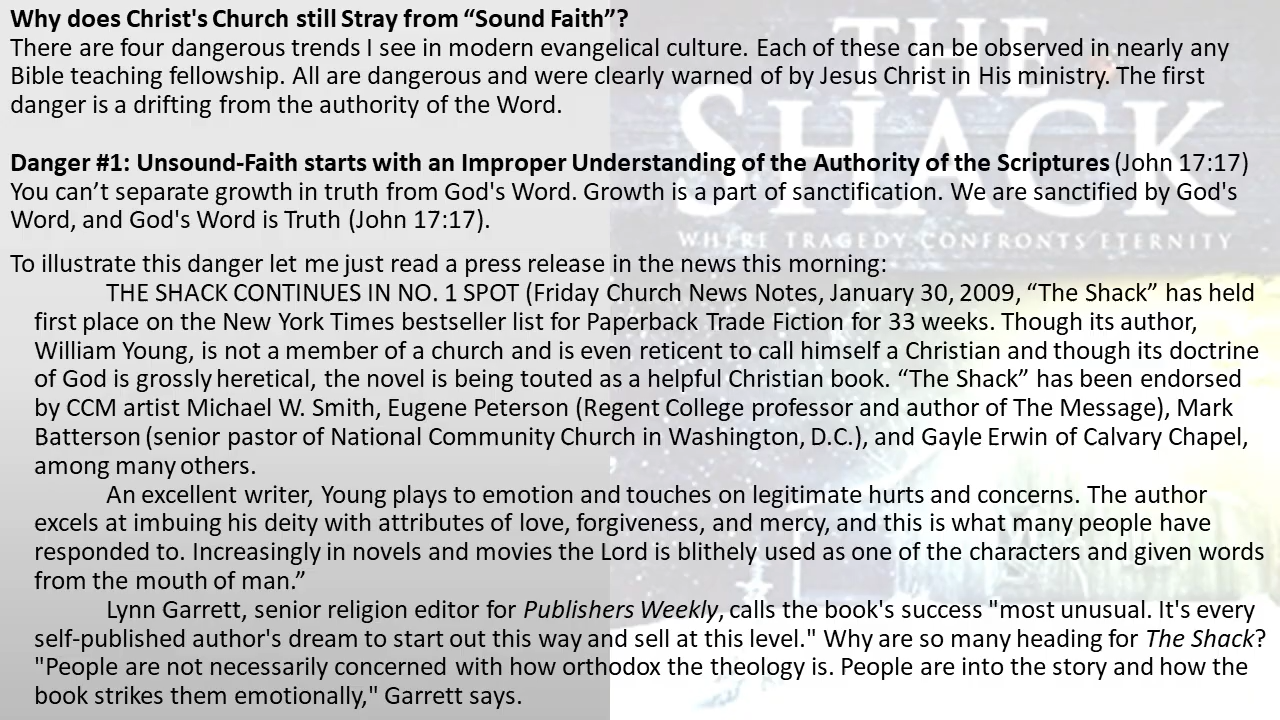 Why does Christ's Church still Stray from “Sound Faith”?
There are four dangerous trends I see in modern evangelical culture. Each of these can be observed in nearly any
Bible teaching fellowship. All are dangerous and were clearly warned of by Jesus Christ in His ministry. The first
danger is a drifting from the authority of the Word.
Danger #1: Unsound-Faith starts with an Improper Understanding of the Authority of the Scriptures (John 17:17)
You can’t separate growth in truth from God's Word. Growth is a part of sanctification. We are sanctified by God's
Word, and God's Word is Truth (John 17:17).
To illustrate this danger let me just read a press release in the news this morning:
THE SHACK CONTINUES IN NO. 1 SPOT (Friday Church News Notes, January 30, 2009, “The Shack” has held
first place on the New York Times bestseller list for Paperback Trade Fiction for 33 weeks. Though its author,
William Young, is not a member of a church and is even reticent to call himself a Christian and though its doctrine
of God is grossly heretical, the novel is being touted as a helpful Christian book. “The Shack” has been endorsed
by CCM artist Michael W. Smith, Eugene Peterson (Regent College professor and author of The Message), Mark
Batterson (senior pastor of National Community Church in Washington, D.C.), and Gayle Erwin of Calvary Chapel,
among many others.
An excellent writer, Young plays to emotion and touches on legitimate hurts and concerns. The author
excels at imbuing his deity with attributes of love, forgiveness, and mercy, and this is what many people have
responded to. Increasingly in novels and movies the Lord is blithely used as one of the characters and given words
from the mouth of man.”
Lynn Garrett, senior religion editor for Publishers Weekly, calls the book's success "most unusual. It's every
self-published author's dream to start out this way and sell at this level." Why are so many heading for The Shack?
"People are not necessarily concerned with how orthodox the theology is. People are into the story and how the
book strikes them emotionally," Garrett says.
THE
SHACK
WHERE TRAGEDY CONFRONTS ETERNITY